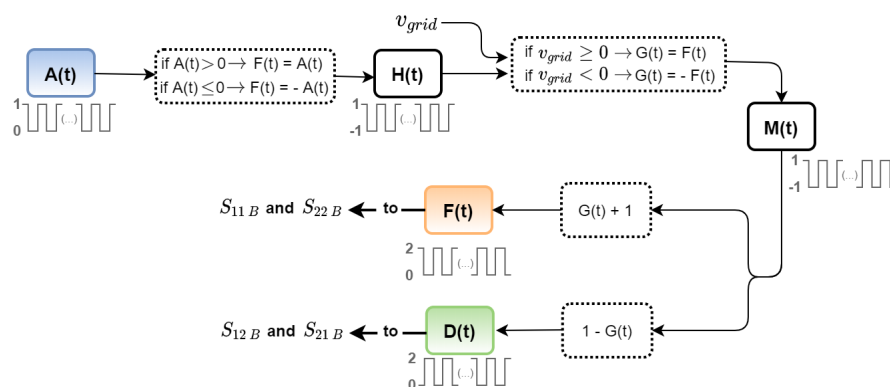 v_grid
A(t)
if A(t)>0→ F(t) = A(t)
if A(t)≤0→ F(t) = - A(t)
H(t)
if v_grid ≥ 0 →G(t) = F(t)
if v_grid < 0 →G(t) = - F(t)
M(t)
1
0
(...)
1
-1
(...)
1
-1
(...)
S_11 B and S_22 B
to
F(t)
G(t) + 1
2
0
(...)
S_12 B and S_21 B
to
D(t)
1 - G(t)
2
0
(...)